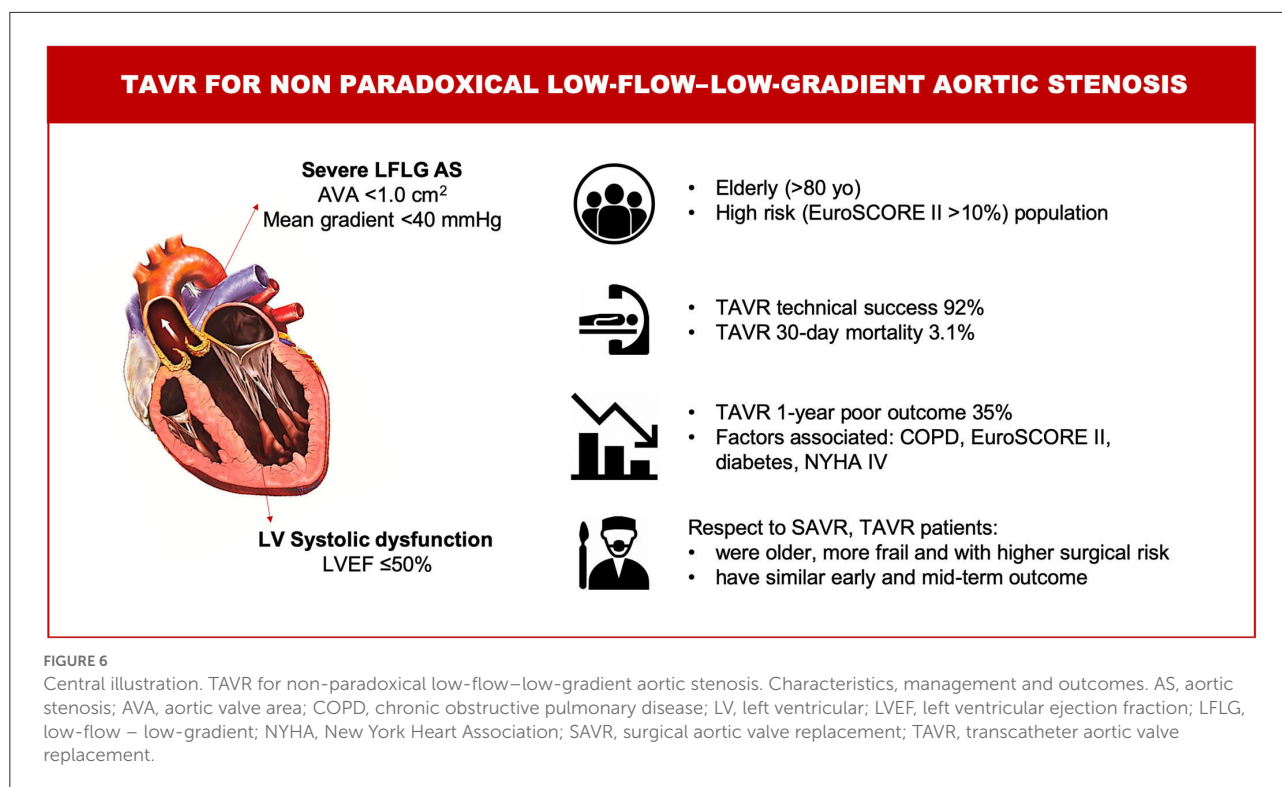 TAVR FOR NON PARADOXICAL LOW-FLOW–LOW-GRADIENT AORTIC STENOSIS
Severe LFLG AS
AVA <1.0 cm²
Mean gradient <40 mmHg
LV Systolic dysfunction
LVEF ≤50%
• Elderly (>80 yo)
• High risk (EuroSCORE II >10%) population
• TAVR technical success 92%
• TAVR 30-day mortality 3.1%
• TAVR 1-year poor outcome 35%
• Factors associated: COPD, EuroSCORE II,
diabetes, NYHA IV
Respect to SAVR, TAVR patients:
• were older, more frail and with higher surgical risk
• have similar early and mid-term outcome
FIGURE 6
Central illustration. TAVR for non-paradoxical low-flow–low-gradient aortic stenosis. Characteristics, management and outcomes. AS, aortic
stenosis; AVA, aortic valve area; COPD, chronic obstructive pulmonary disease; LV, left ventricular; LVEF, left ventricular ejection fraction; LFLG,
low-flow – low-gradient; NYHA, New York Heart Association; SAVR, surgical aortic valve replacement; TAVR, transcatheter aortic valve
replacement.